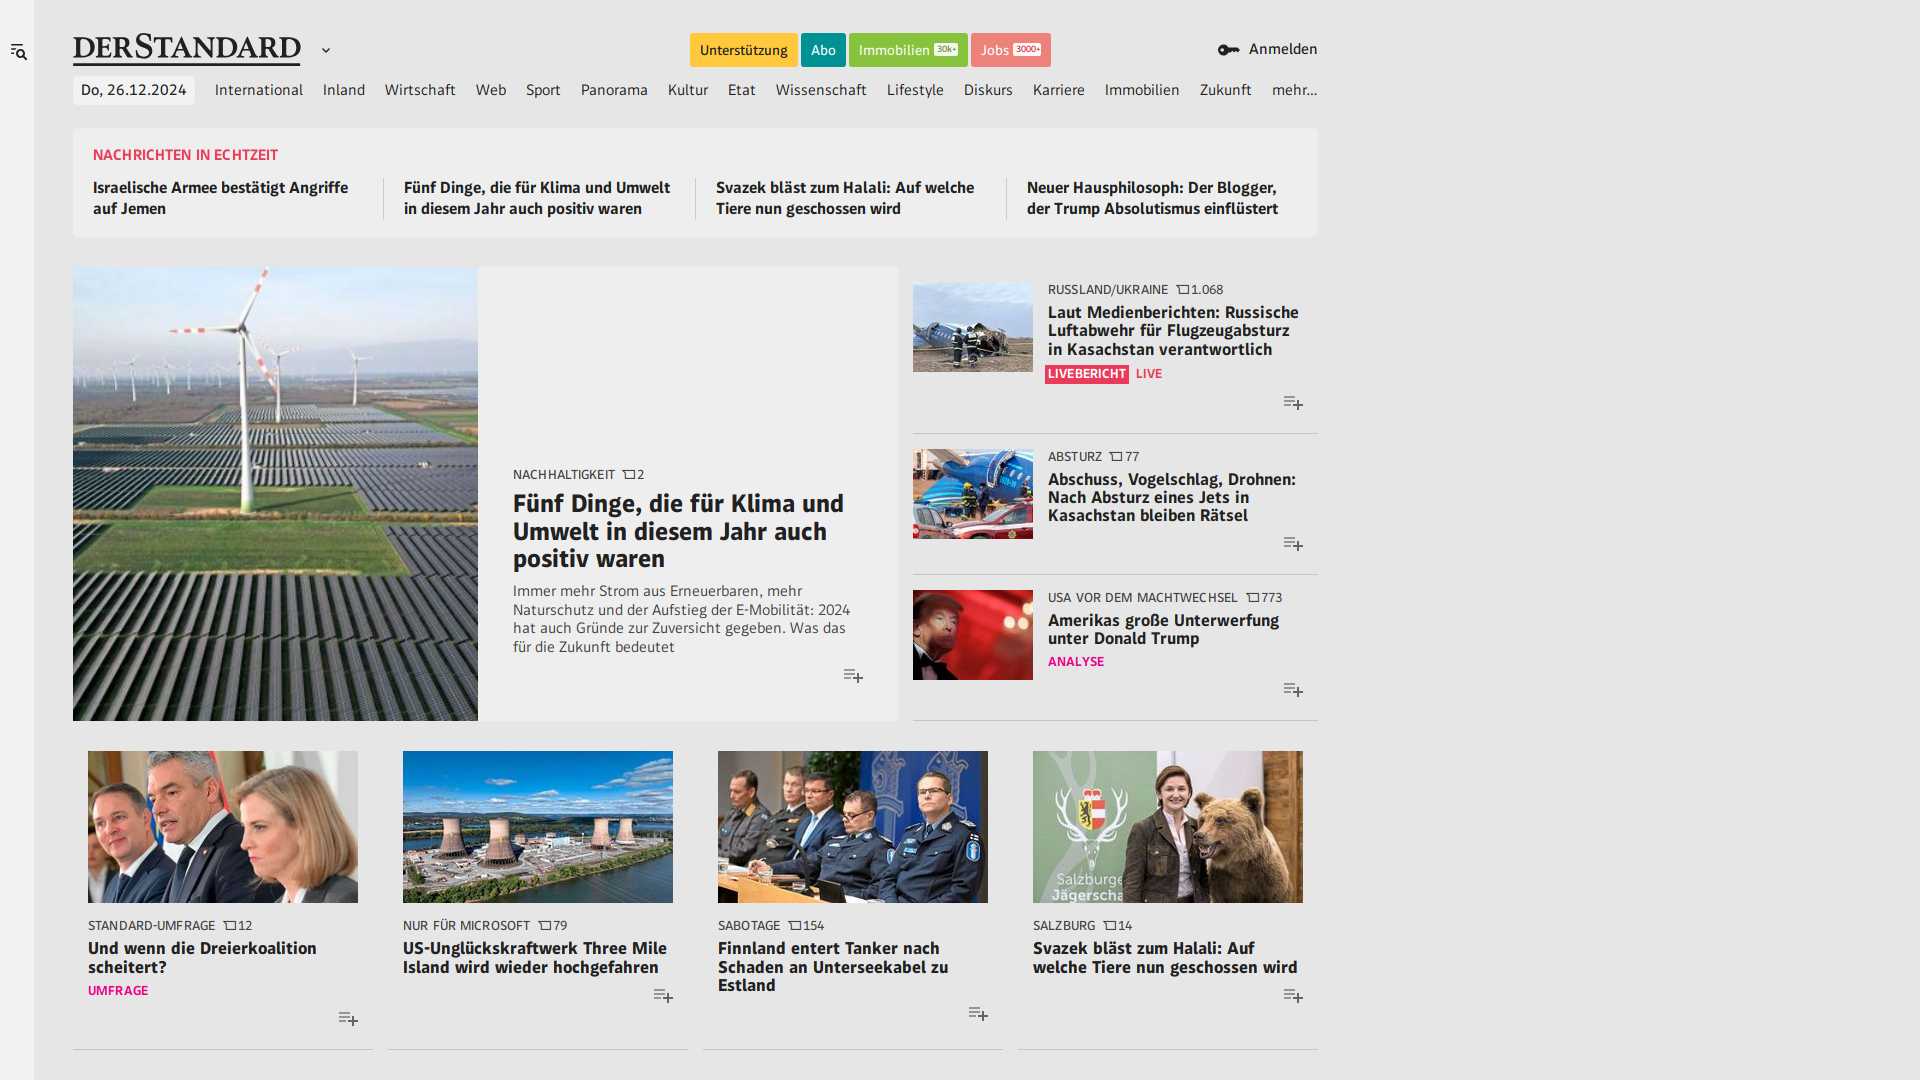 DERSTANDARD
Unterstützung
Abo
Immobilien 30k+
Jobs 3000+
Anmelden
Do, 26.12.2024
International
Inland
Wirtschaft
Web
Sport
Panorama
Kultur
Etat
Wissenschaft
Lifestyle
Diskurs
Karriere
Immobilien
Zukunft
mehr...
NACHRICHTEN IN ECHTZEIT
Israelische Armee bestätigt Angriffe
auf Jemen
Fünf Dinge, die für Klima und Umwelt
in diesem Jahr auch positiv waren
Svazek bläst zum Halali: Auf welche
Tiere nun geschossen wird
Neuer Hausphilosoph: Der Blogger,
der Trump Absolutismus einflüstert
NACHHALTIGKEIT 2
Fünf Dinge, die für Klima und
Umwelt in diesem Jahr auch
positiv waren
Immer mehr Strom aus Erneuerbaren, mehr
Naturschutz und der Aufstieg der E-Mobilität: 2024
hat auch Gründe zur Zuversicht gegeben. Was das
für die Zukunft bedeutet
RUSSLAND/UKRAINE 1.068
Laut Medienberichten: Russische
Luftabwehr für Flugzeugabsturz
in Kasachstan verantwortlich
LIVEBERICHT LIVE
ABSTURZ 77
Abschuss, Vogelschlag, Drohnen:
Nach Absturz eines Jets in
Kasachstan bleiben Rätsel
USA VOR DEM MACHTWECHSEL 773
Amerikas große Unterwerfung
unter Donald Trump
ANALYSE
STANDARD-UMFRAGE 12
Und wenn die Dreierkoalition
scheitert?
UMFRAGE
NUR FÜR MICROSOFT 79
US-Unglückskraftwerk Three Mile
Island wird wieder hochgefahren
SABOTAGE 154
Finnland entert Tanker nach
Schaden an Unterseekabel zu
Estland
Salzburge
Jägerscha
SALZBURG 14
Svazek bläst zum Halali: Auf
welche Tiere nun geschossen wird